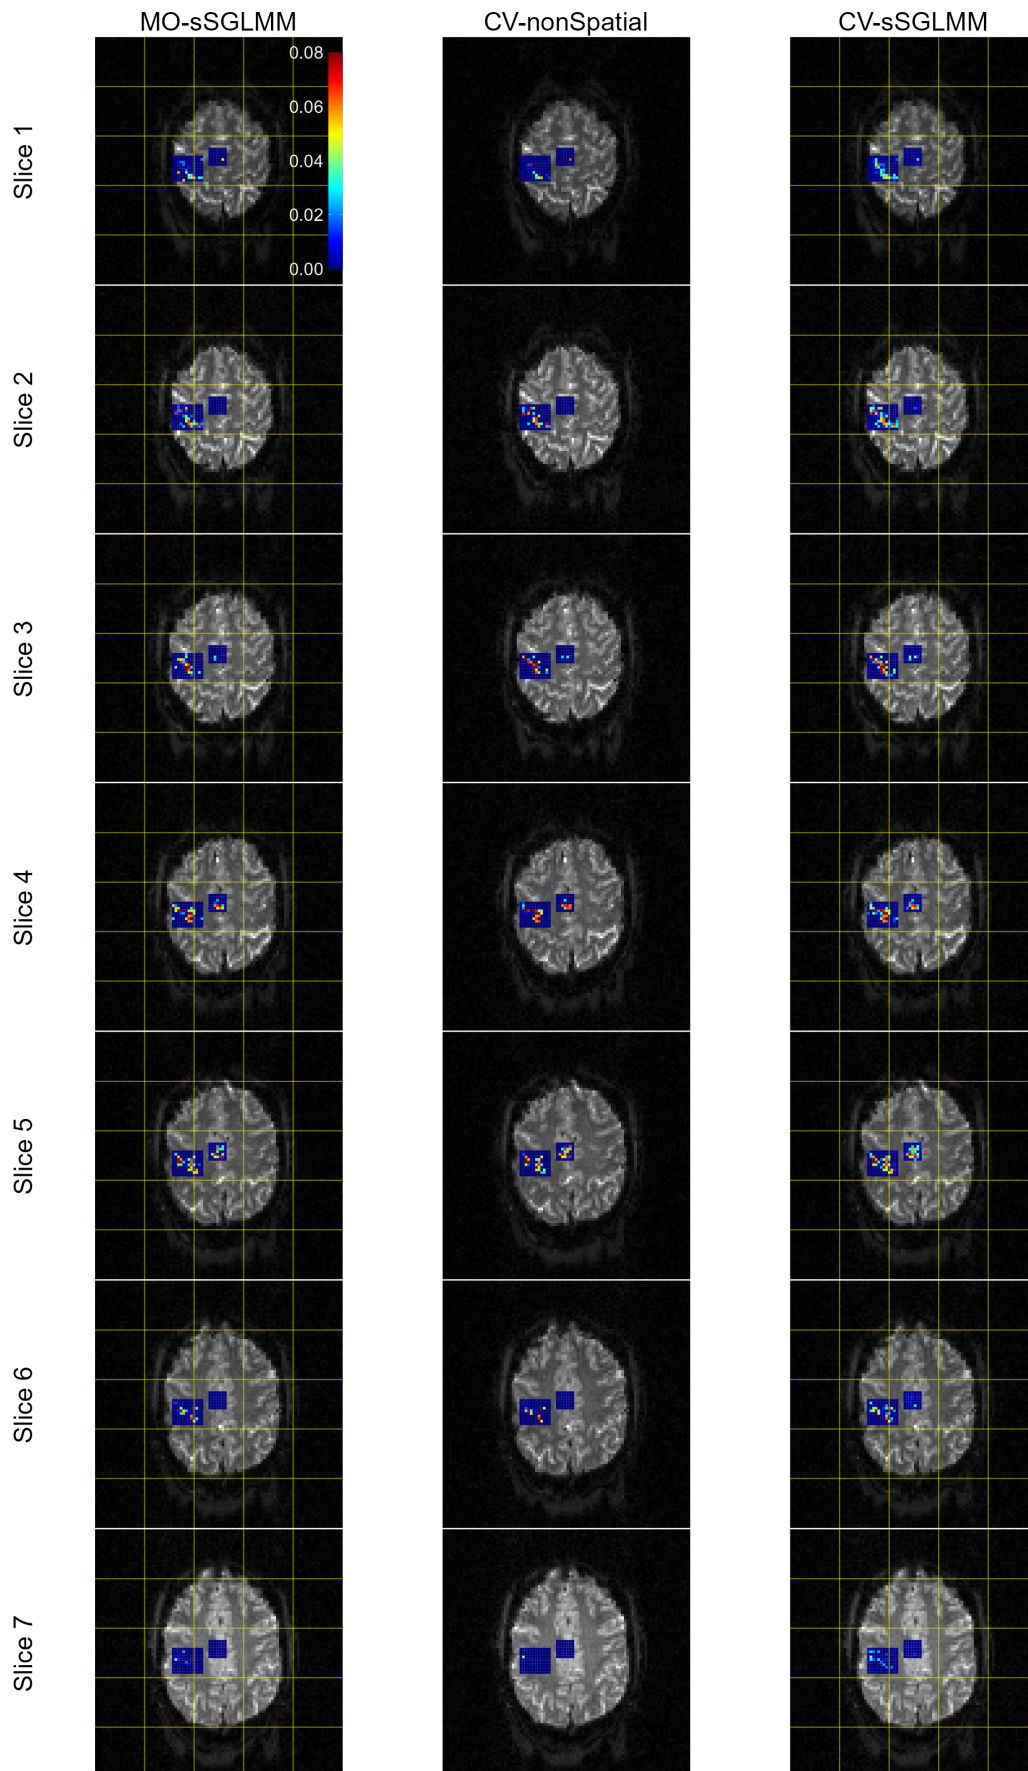 MO-sSGLMM CV-nonSpatial CV-sSGLMM
0.08
0.06
0.04
0.02
0.00
Slice 1
Slice 2
Slice 3
Slice 4
Slice 5
Slice 6
Slice 7